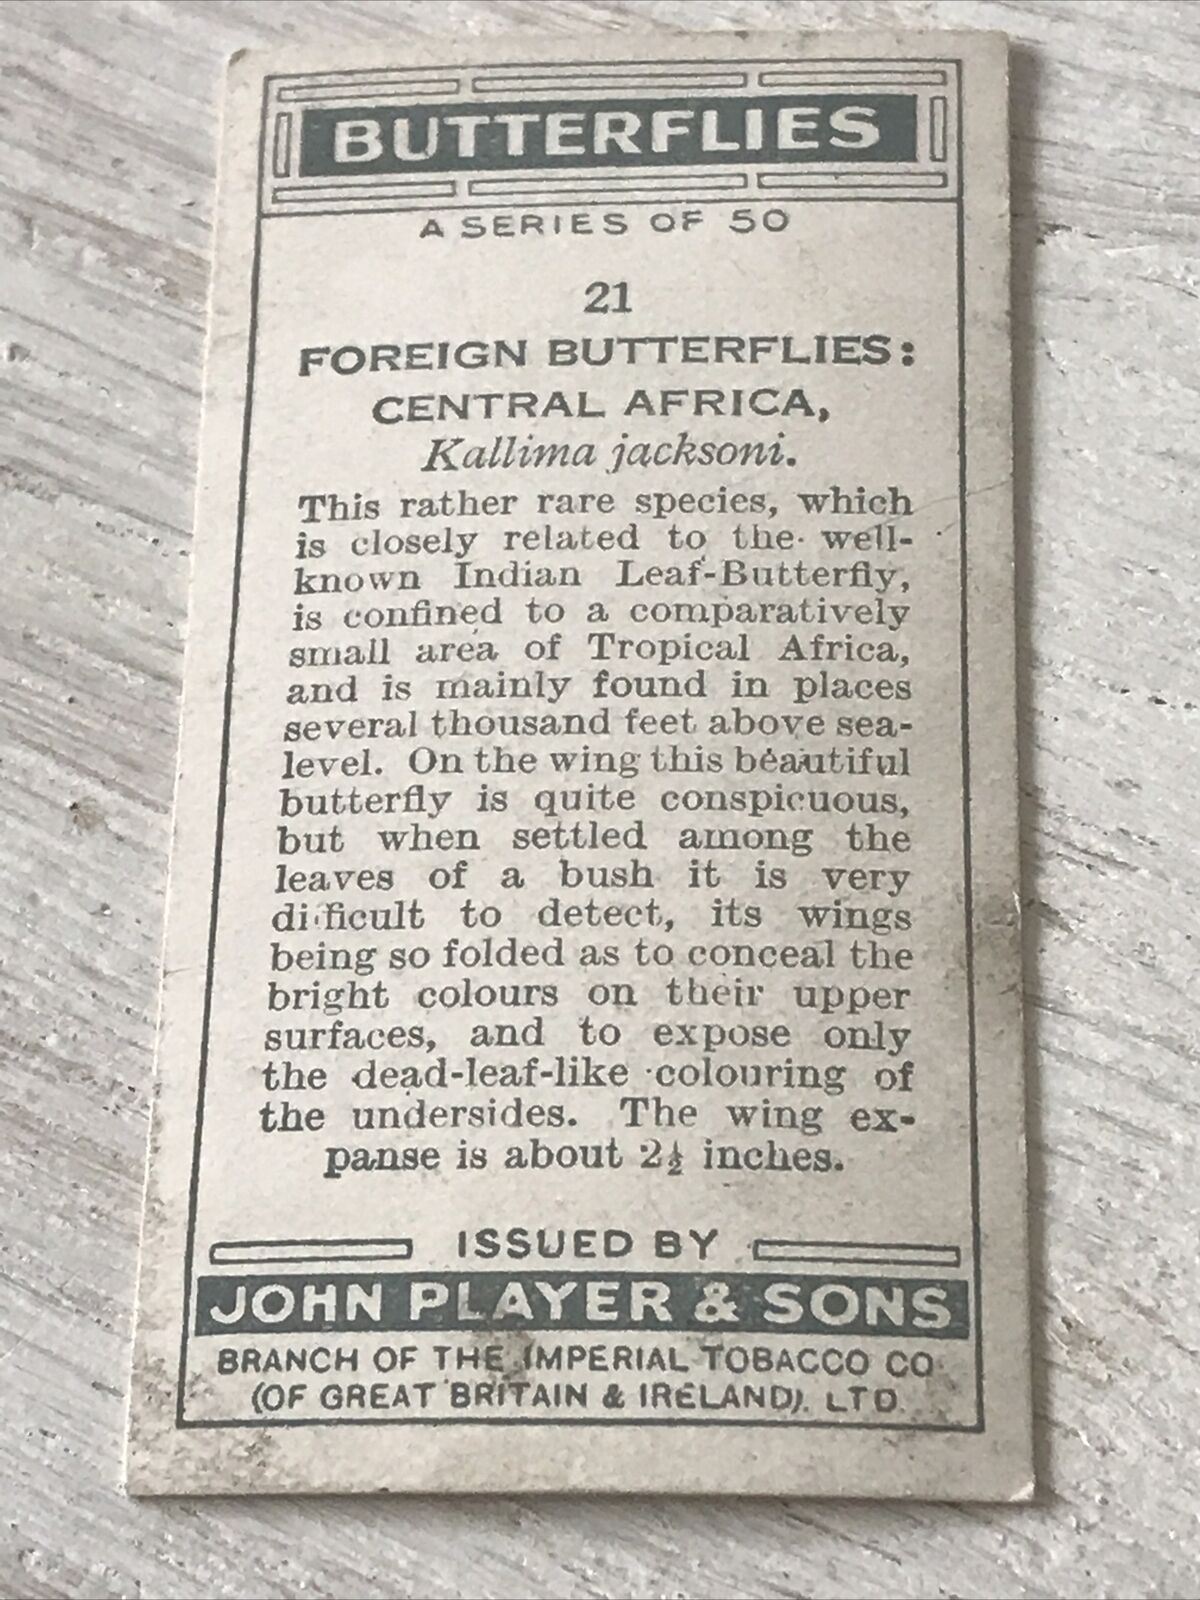 BUTTERFLIES
A SERIES OF 50
21
FOREIGN BUTTERFLIES:
CENTRAL AFRICA,
Kallima jacksoni.
This rather rare species, which
is closely related to the well-
known Indian Leaf-Butterfly,
is confined to a comparatively
small area of Tropical Africa,
and is mainly found in places
several thousand feet above sea-
level. On the wing this beautiful
butterfly is quite conspicuous,
but when settled among the
leaves of a bush it is very
difficult to detect, its wings
being so folded as to conceal the
bright colours on their upper
surfaces, and to expose only
the dead-leaf-like colouring of
the undersides. The wing ex-
panse is about 2½ inches.
ISSUED BY
JOHN PLAYER & SONS
BRANCH OF THE IMPERIAL TOBACCO CO
(OF GREAT BRITAIN & IRELAND), LTD.